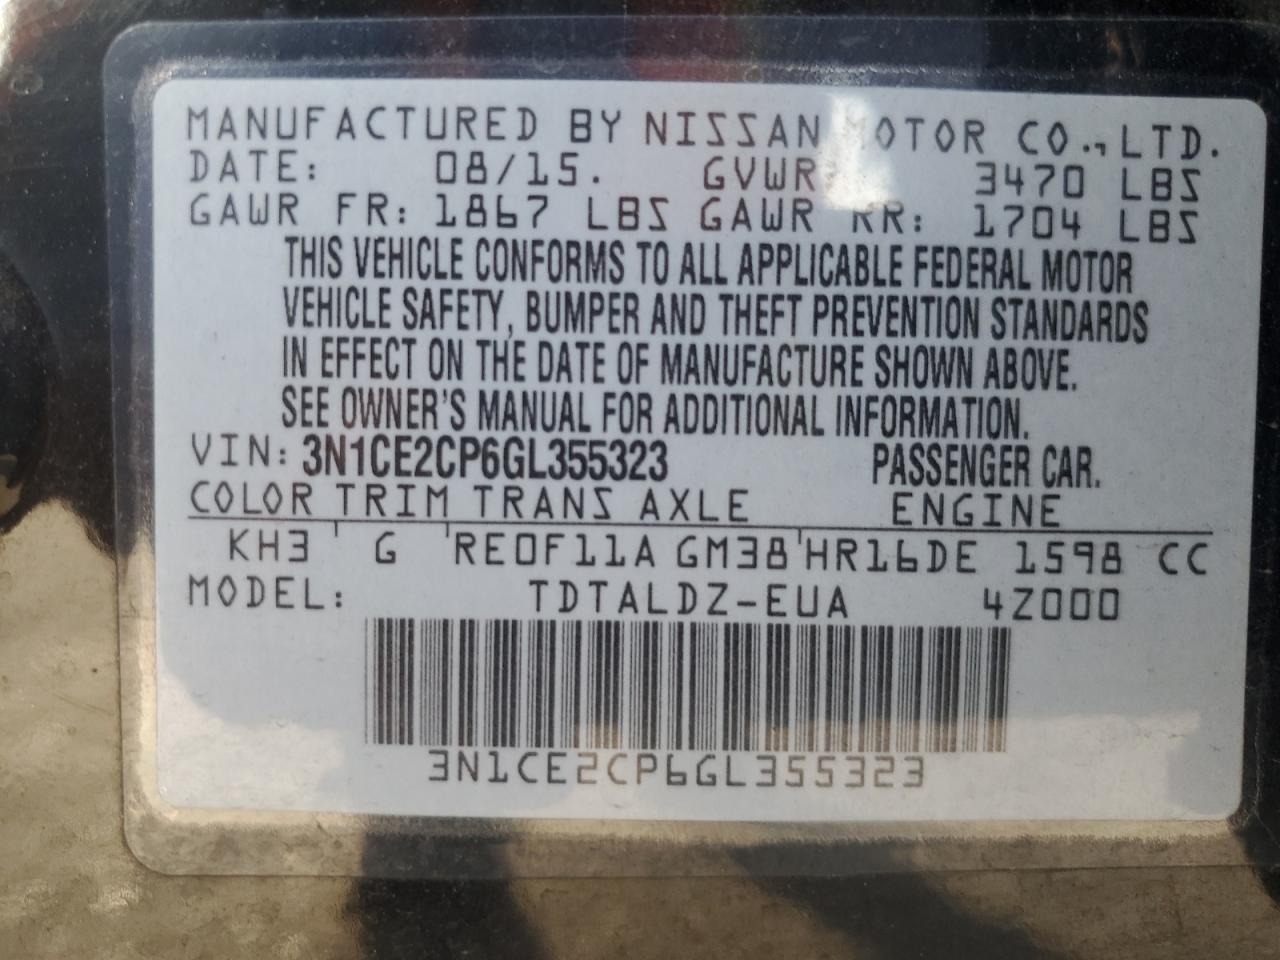 MANUFACTURED BY NISSAN MOTOR CO., LTD.
DATE: 08/15. GVWR 3470 LBS
GAWR FR: 1867 LBS GAWR RR: 1704 LBS
THIS VEHICLE CONFORMS TO ALL APPLICABLE FEDERAL MOTOR
VEHICLE SAFETY, BUMPER AND THEFT PREVENTION STANDARDS
IN EFFECT ON THE DATE OF MANUFACTURE SHOWN ABOVE.
SEE OWNER'S MANUAL FOR ADDITIONAL INFORMATION.
VIN: 3N1CE2CP6GL355323 PASSENGER CAR.
COLOR TRIM TRANS AXLE ENGINE
KH3 G RE0F11A GM38 HR16DE 1598 CC
MODEL: TDTALDZ-EUA 4Z000
3N1CE2CP6GL355323